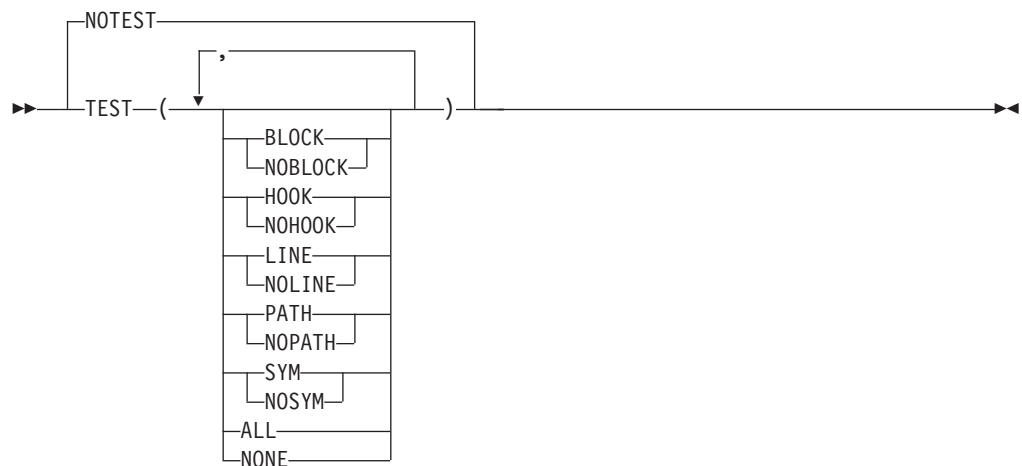 NOTEST
,
TEST ( )
BLOCK
NOBLOCK
HOOK
NOHOOK
LINE
NOLINE
PATH
NOPATH
SYM
NOSYM
ALL
NONE